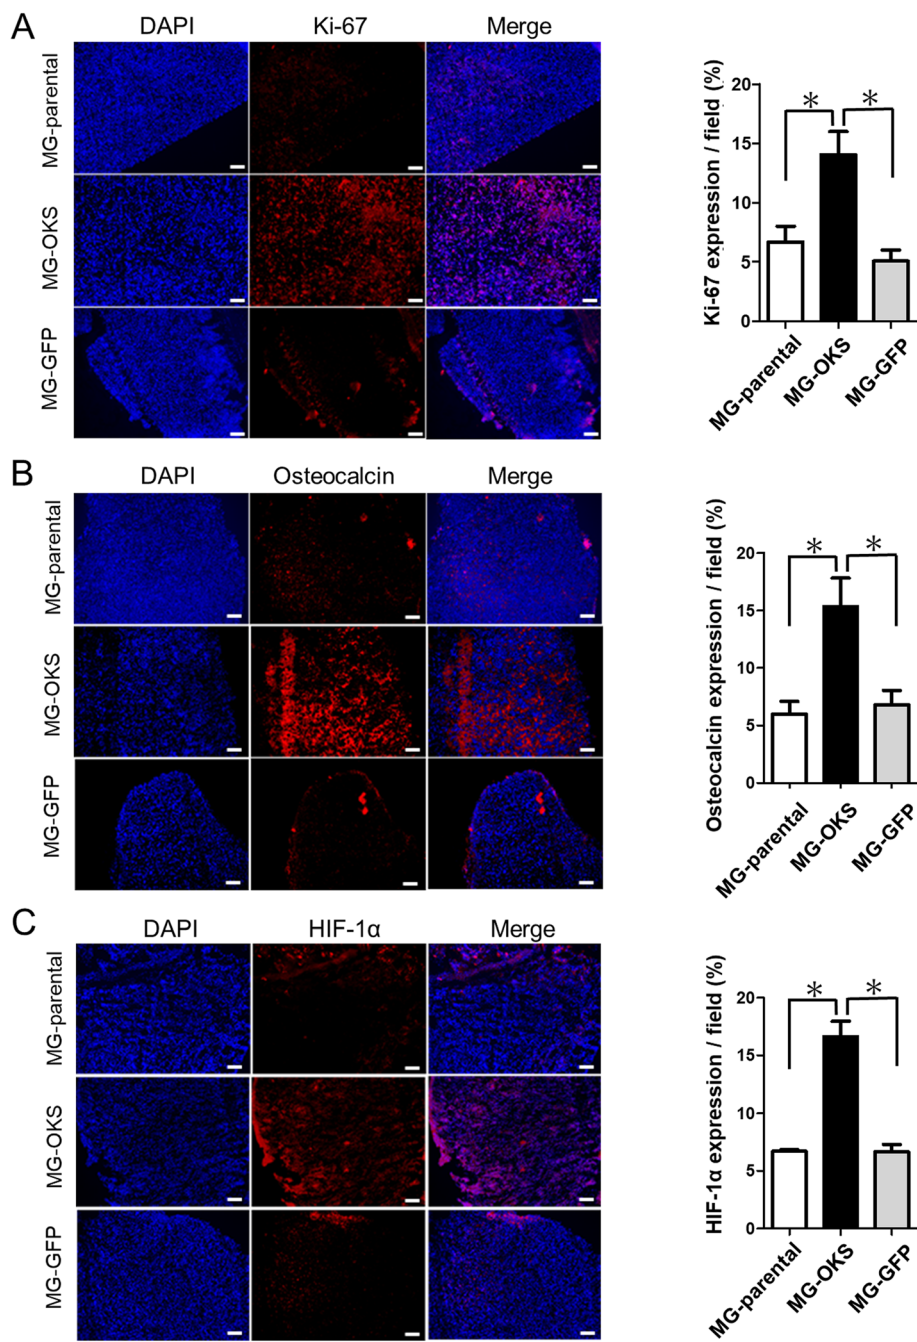 A
DAPI Ki-67 Merge
MG-parental
MG-OKS
MG-GFP
Ki-67 expression / field (%)
20
15
10
5
0
* *
MG-parental MG-OKS MG-GFP
B
DAPI Osteocalcin Merge
MG-parental
MG-OKS
MG-GFP
Osteocalcin expression / field (%)
20
15
10
5
0
* *
MG-parental MG-OKS MG-GFP
C
DAPI HIF-1α Merge
MG-parental
MG-OKS
MG-GFP
HIF-1α expression / field (%)
20
15
10
5
0
* *
MG-parental MG-OKS MG-GFP